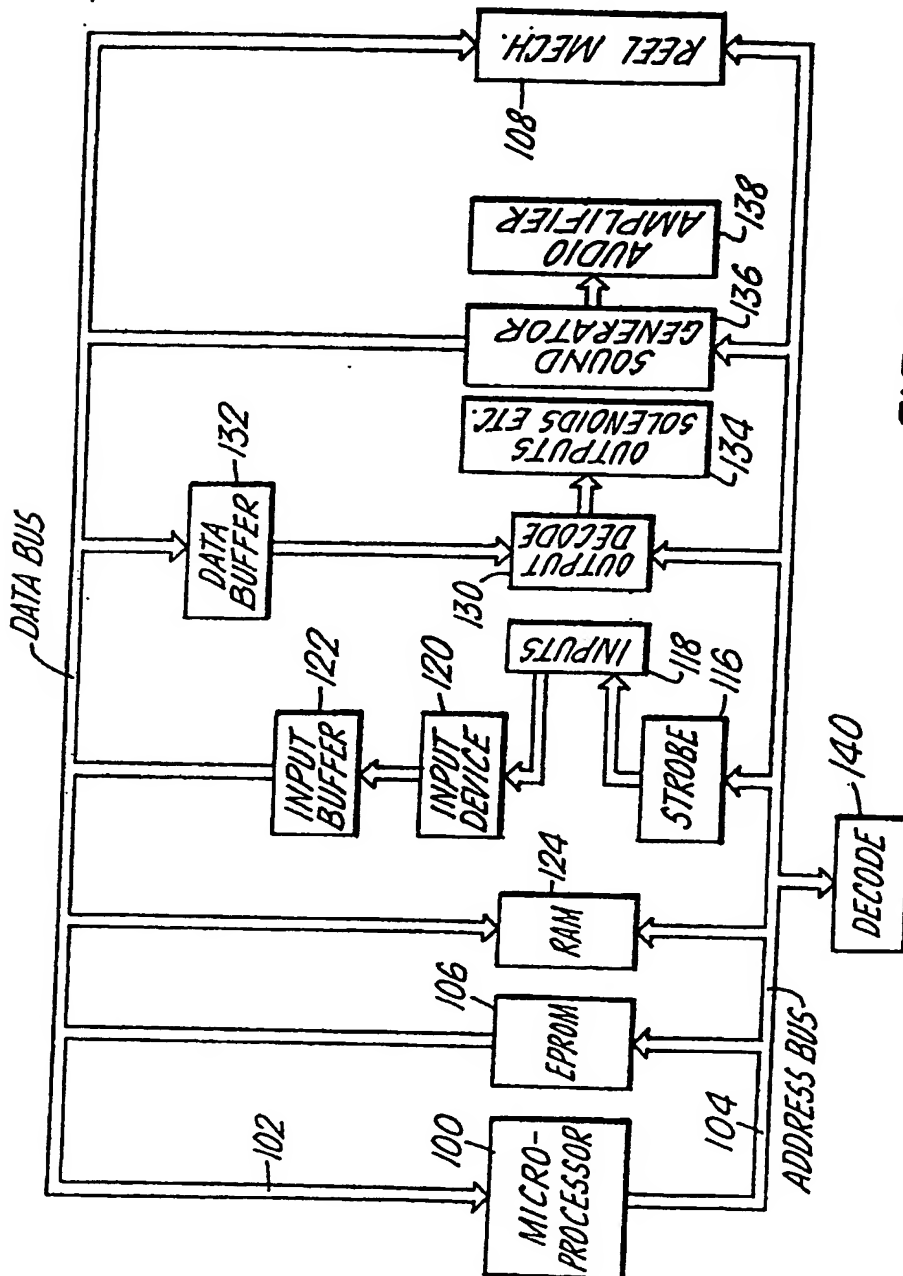 DATA BUS
102
100
MICRO-
PROCESSOR
104
ADDRESS BUS
106
EPROM
124
RAM
122
INPUT
BUFFER
120
INPUT
DEVICE
INPUTS
118
STROBE
116
DECODE
140
132
DATA
BUFFER
130
OUTPUT
DECODE
OUTPUTS
SOLENOIDS ETC.
134
SOUND
GENERATOR
136
AUDIO
AMPLIFIER
138
108
REEL MECH.